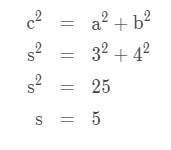 c² = a² + b²
s² = 3² + 4²
s² = 25
s = 5